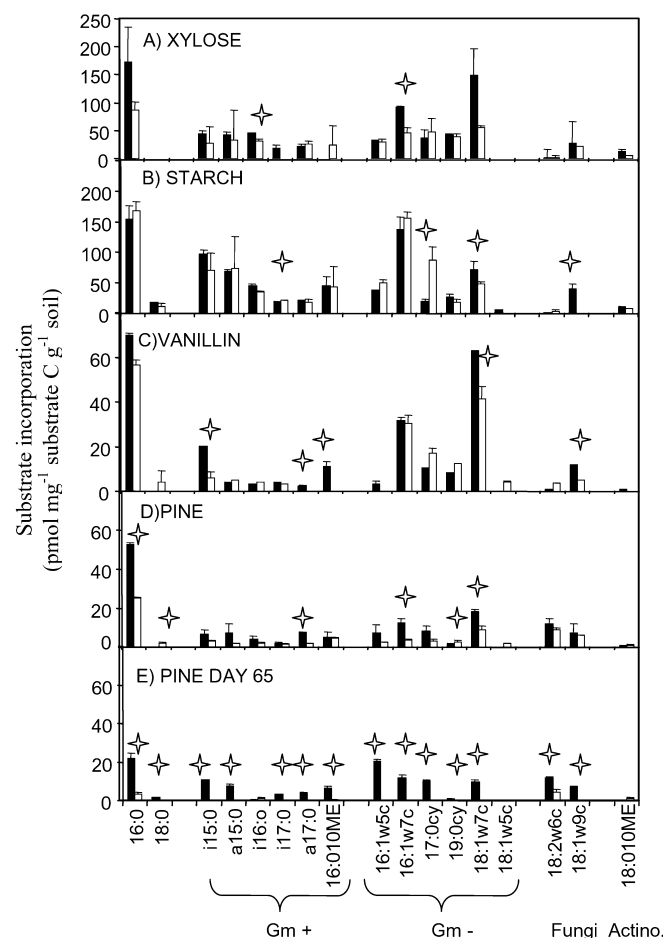 Substrate incorporation
(pmol mg-1 substrate C g-1 soil)
A) XYLOSE
250
200
150
100
50
0
B) STARCH
200
150
100
50
0
C)VANILLIN
60
40
20
0
D)PINE
60
40
20
0
E) PINE DAY 65
60
40
20
0
16:0
18:0
i15:0
a15:0
i16:o
i17:0
a17:0
16:010ME
16:1w5c
16:1w7c
17:0cy
19:0cy
18:1w7c
18:1w5c
18:2w6c
18:1w9c
18:010ME
Gm + Gm - Fungi Actino.